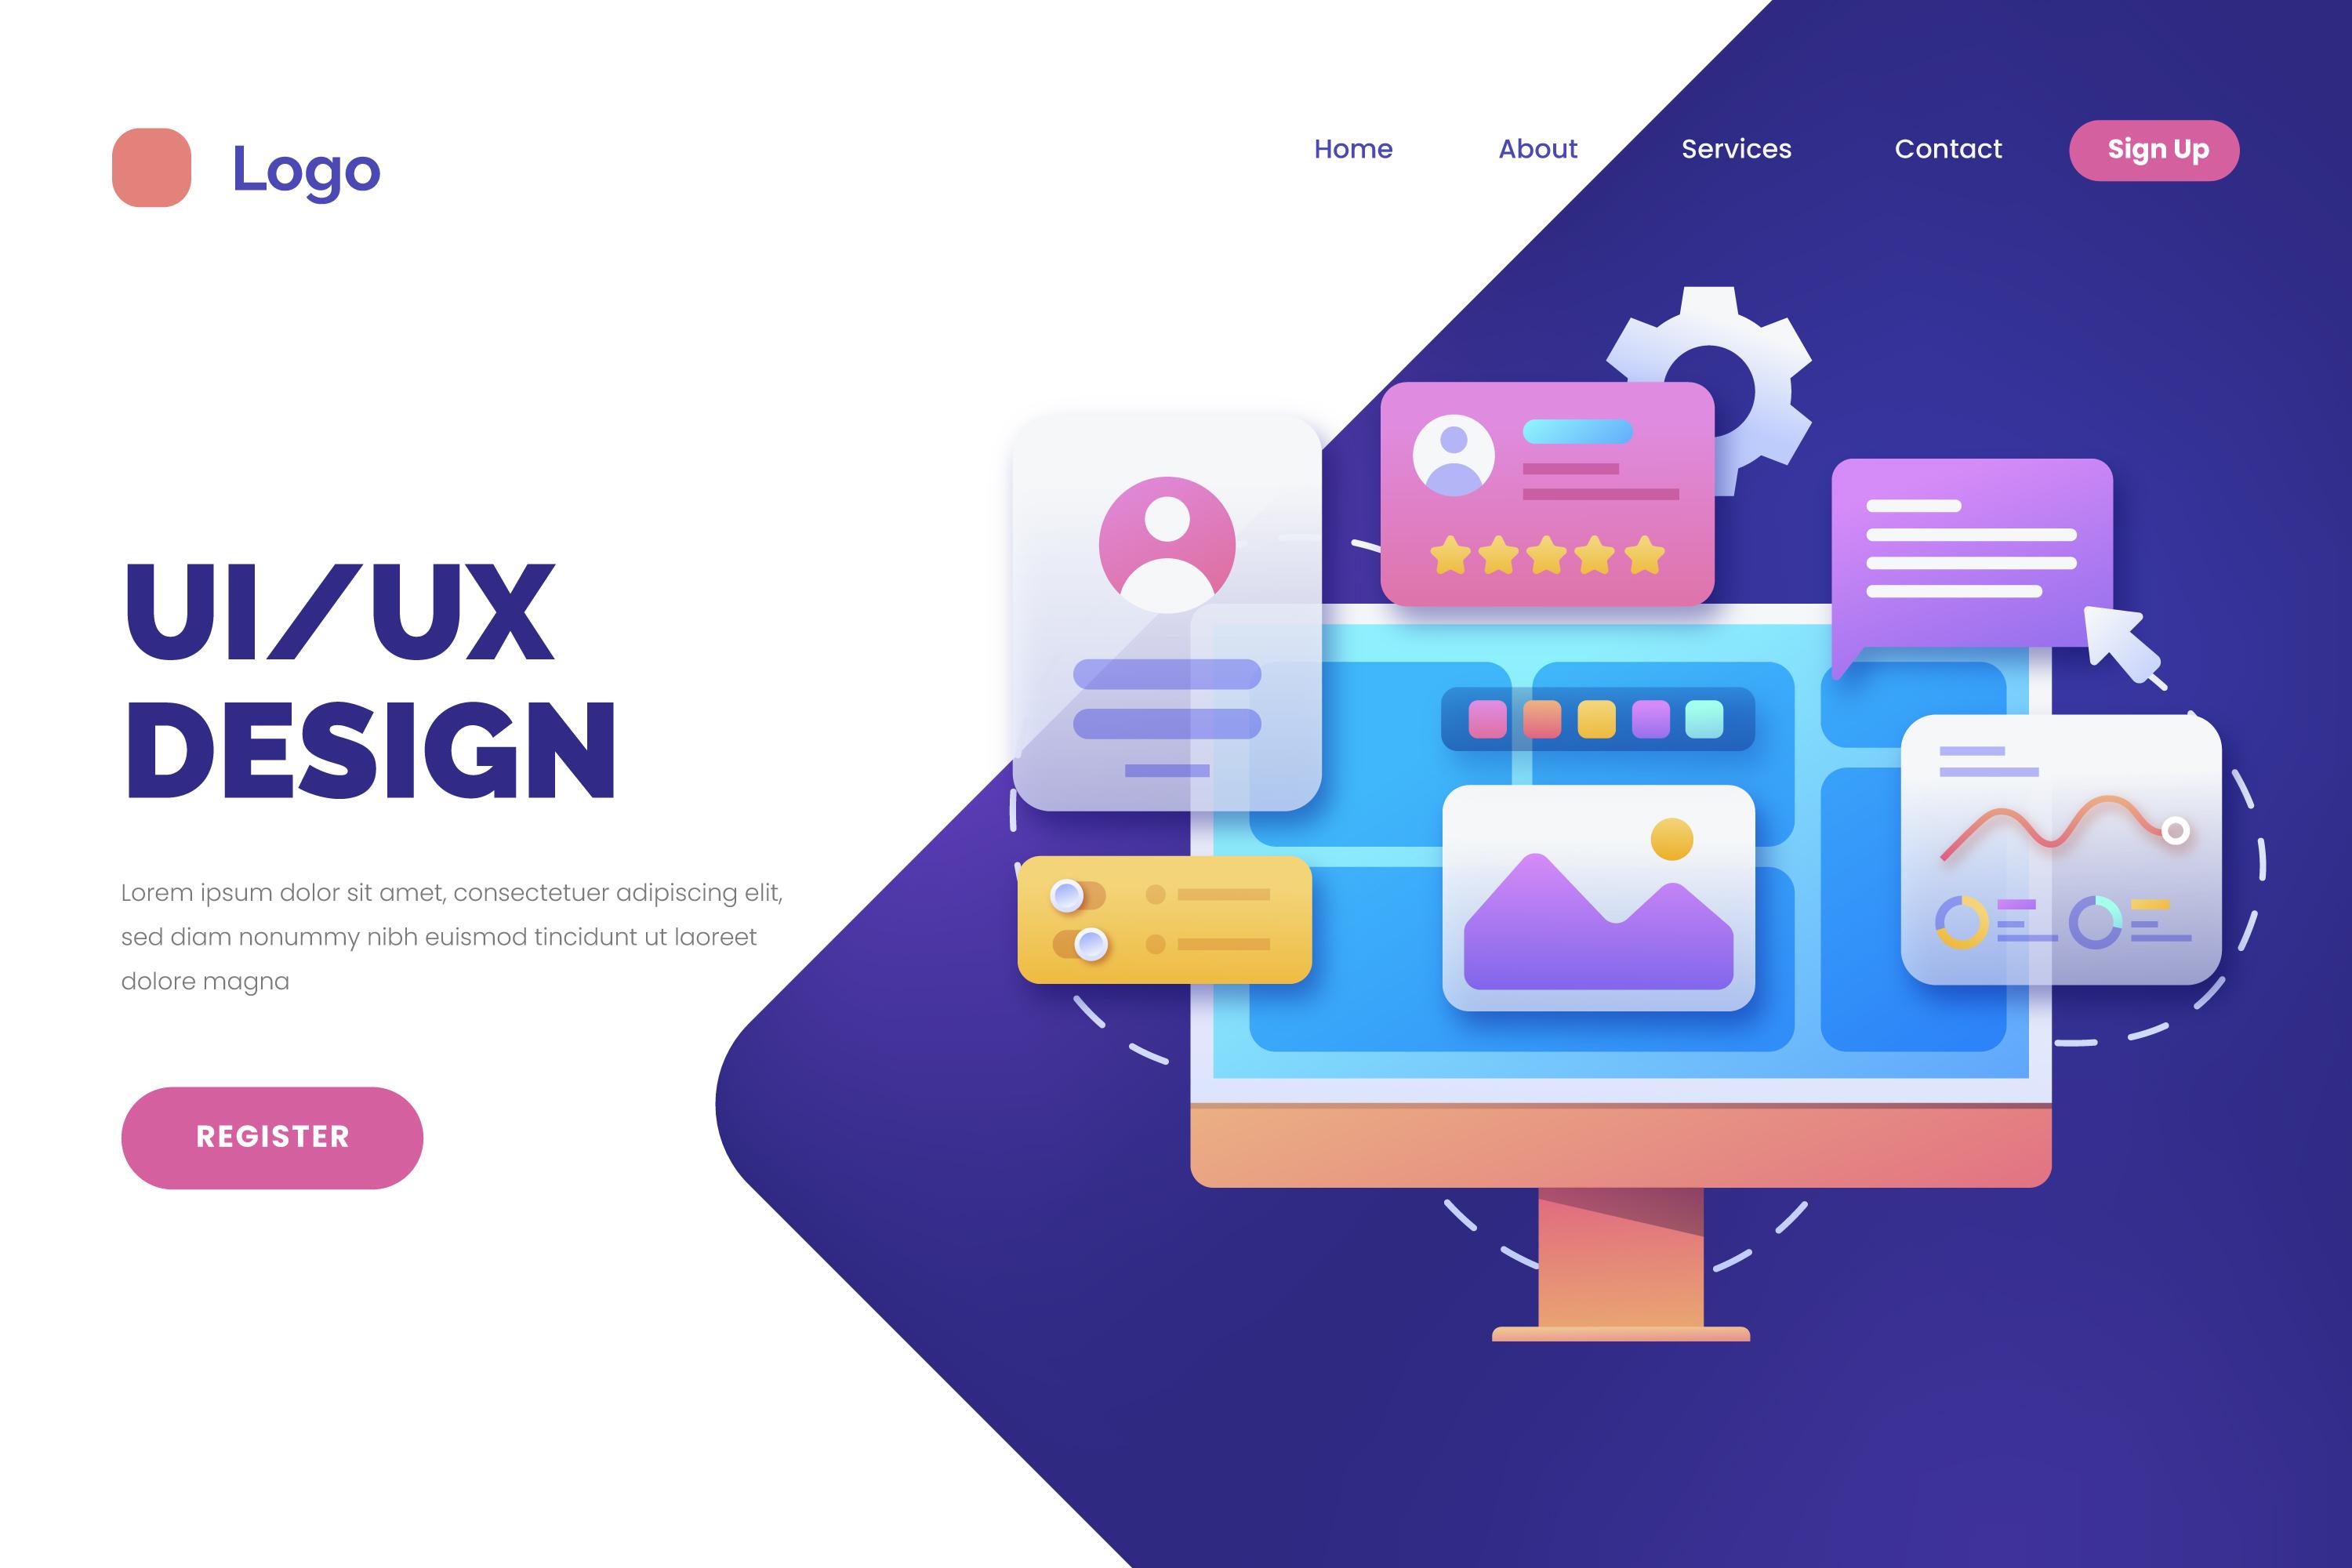 Logo
Home About Services Contact Sign Up
UI/UX
DESIGN
Lorem ipsum dolor sit amet, consectetuer adipiscing elit,
sed diam nonummy nibh euismod tincidunt ut laoreet
dolore magna
REGISTER